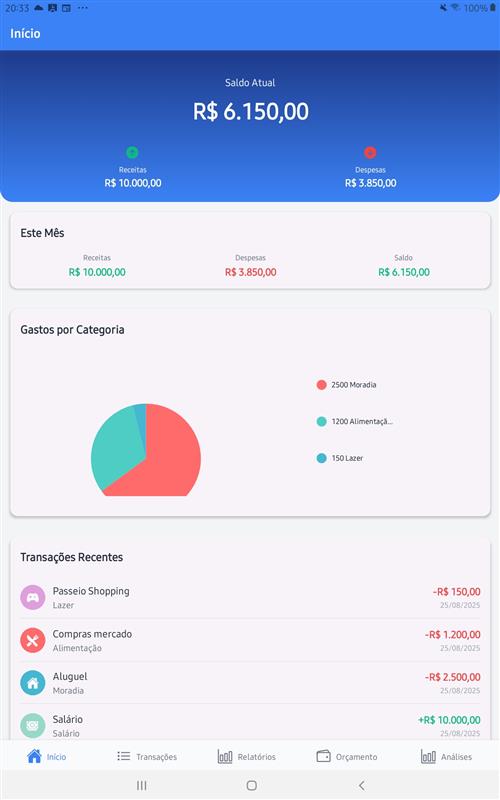 20:33
100%
Início
Saldo Atual
R$ 6.150,00
Receitas
R$ 10.000,00
Despesas
R$ 3.850,00
Este Mês
Receitas
R$ 10.000,00
Despesas
R$ 3.850,00
Saldo
R$ 6.150,00
Gastos por Categoria
2500 Moradia
1200 Alimentaçã...
150 Lazer
Transações Recentes
Passeio Shopping
-R$ 150,00
Lazer
25/08/2025
Compras mercado
-R$ 1.200,00
Alimentação
25/08/2025
Aluguel
-R$ 2.500,00
Moradia
25/08/2025
Salário
+R$ 10.000,00
Salário
25/08/2025
Início
Transações
Relatórios
Orçamento
Análises